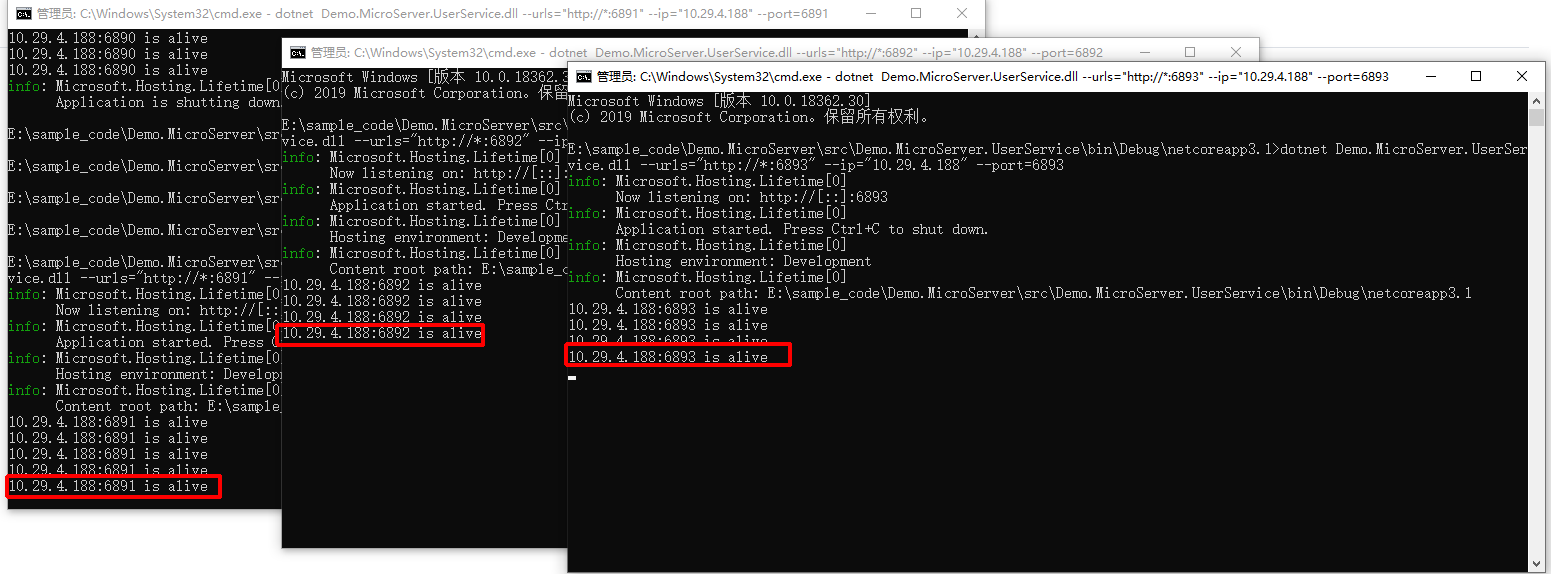 管理员: C:\Windows\System32\cmd.exe - dotnet  Demo.MicroServer.UserService.dll --urls="http://*:6891" --ip="10.29.4.188" --port=6891
10.29.4.188:6890 is alive
10.29.4.188:6890 is alive
10.29.4.188:6890 is alive
info: Microsoft.Hosting.Lifetime[0]
Application is shutting down
E:\sample_code\Demo.MicroServer\sr
E:\sample_code\Demo.MicroServer\sr
E:\sample_code\Demo.MicroServer\sr
E:\sample_code\Demo.MicroServer\sr
E:\sample_code\Demo.MicroServer\sr
vice.dll --urls="http://*:6891" --
info: Microsoft.Hosting.Lifetime[0]
Now listening on: http://[::]
info: Microsoft.Hosting.Lifetime[0]
Application started. Press C
info: Microsoft.Hosting.Lifetime[0]
Hosting environment: Develop
info: Microsoft.Hosting.Lifetime[0]
Content root path: E:\sample_
10.29.4.188:6891 is alive
10.29.4.188:6891 is alive
10.29.4.188:6891 is alive
10.29.4.188:6891 is alive
10.29.4.188:6891 is alive
管理员: C:\Windows\System32\cmd.exe - dotnet  Demo.MicroServer.UserService.dll --urls="http://*:6892" --ip="10.29.4.188" --port=6892
Microsoft Windows [版本 10.0.18362.3
(c) 2019 Microsoft Corporation。保留
E:\sample_code\Demo.MicroServer\src\
vice.dll --urls="http://*:6892" --ip
info: Microsoft.Hosting.Lifetime[0]
Now listening on: http://[::]:
info: Microsoft.Hosting.Lifetime[0]
Application started. Press Ctr
info: Microsoft.Hosting.Lifetime[0]
Hosting environment: Developme
info: Microsoft.Hosting.Lifetime[0]
Content root path: E:\sample_c
10.29.4.188:6892 is alive
10.29.4.188:6892 is alive
10.29.4.188:6892 is alive
10.29.4.188:6892 is alive
管理员: C:\Windows\System32\cmd.exe - dotnet  Demo.MicroServer.UserService.dll --urls="http://*:6893" --ip="10.29.4.188" --port=6893
Microsoft Windows [版本 10.0.18362.30]
(c) 2019 Microsoft Corporation。保留所有权利。
E:\sample_code\Demo.MicroServer\src\Demo.MicroServer.UserService\bin\Debug\netcoreapp3.1>dotnet Demo.MicroServer.UserSer
vice.dll --urls="http://*:6893" --ip="10.29.4.188" --port=6893
info: Microsoft.Hosting.Lifetime[0]
Now listening on: http://[::]:6893
info: Microsoft.Hosting.Lifetime[0]
Application started. Press Ctrl+C to shut down.
info: Microsoft.Hosting.Lifetime[0]
Hosting environment: Development
info: Microsoft.Hosting.Lifetime[0]
Content root path: E:\sample_code\Demo.MicroServer\src\Demo.MicroServer.UserService\bin\Debug\netcoreapp3.1
10.29.4.188:6893 is alive
10.29.4.188:6893 is alive
10.29.4.188:6893 is alive
10.29.4.188:6893 is alive